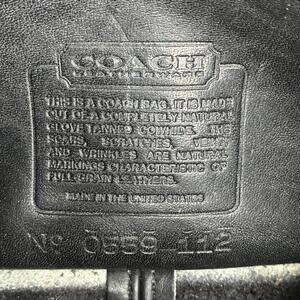 COACH
LEATHERWARE
THIS IS A COACH BAG. IT IS MADE
OUT OF A COMPLETELY NATURAL
GLOVE TANNED COWHIDE. THE
SCARS, SCRATCHES, VEINS
AND WRINKLES ARE NATURAL
MARKINGS CHARACTERISTIC OF
FULL-GRAIN LEATHERS.
MADE IN THE UNITED STATES
No 0559 112